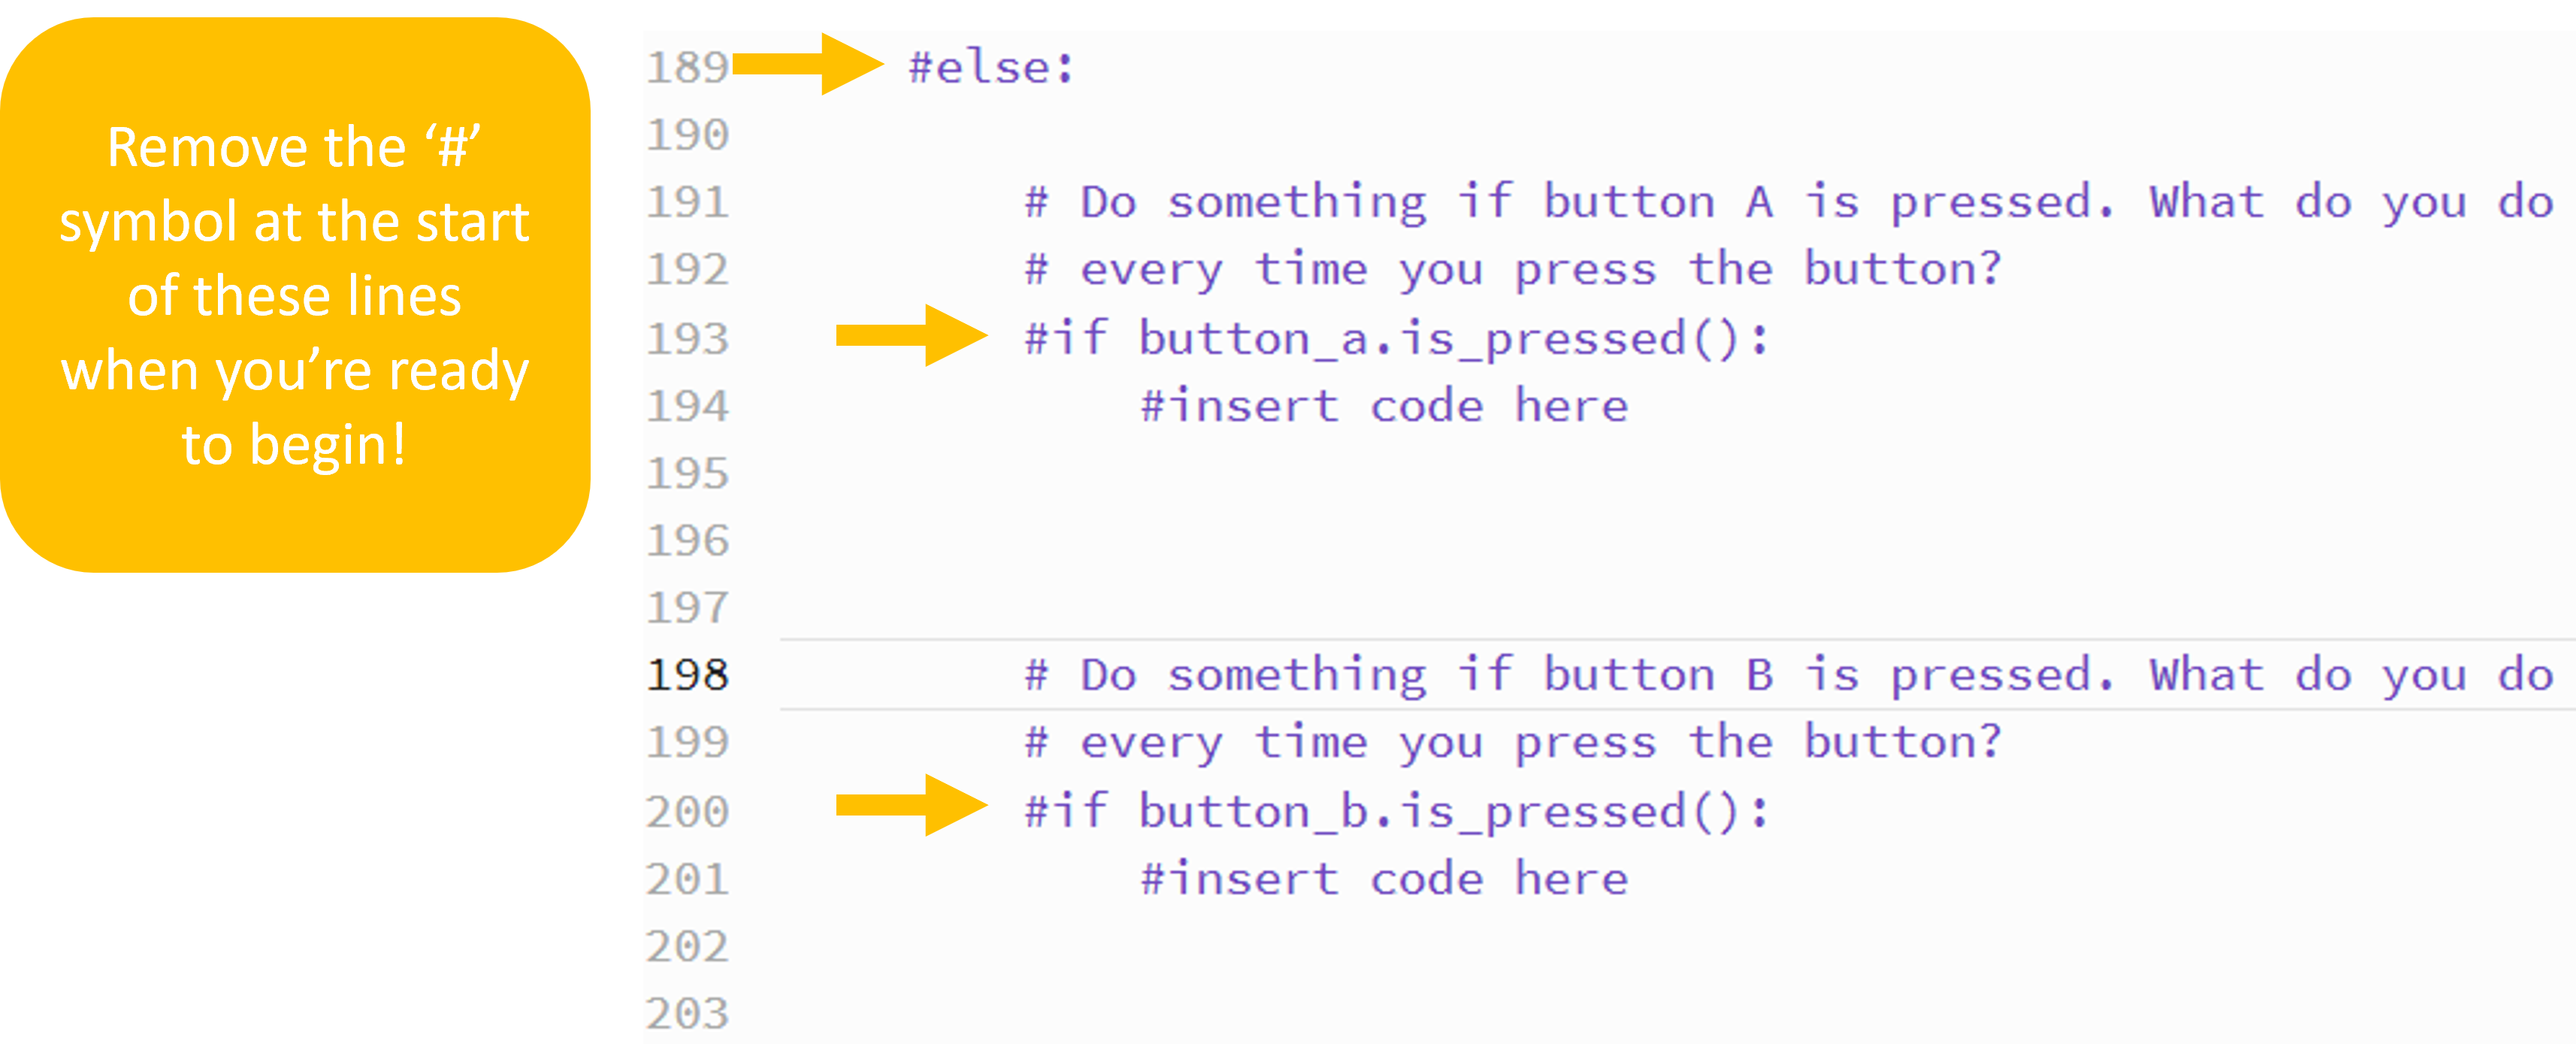 Remove the ‘#’
symbol at the start
of these lines
when you’re ready
to begin!
189 #else:
190
191 # Do something if button A is pressed. What do you do
192 # every time you press the button?
193 #if button_a.is_pressed():
194 #insert code here
195
196
197
198 # Do something if button B is pressed. What do you do
199 # every time you press the button?
200 #if button_b.is_pressed():
201 #insert code here
202
203